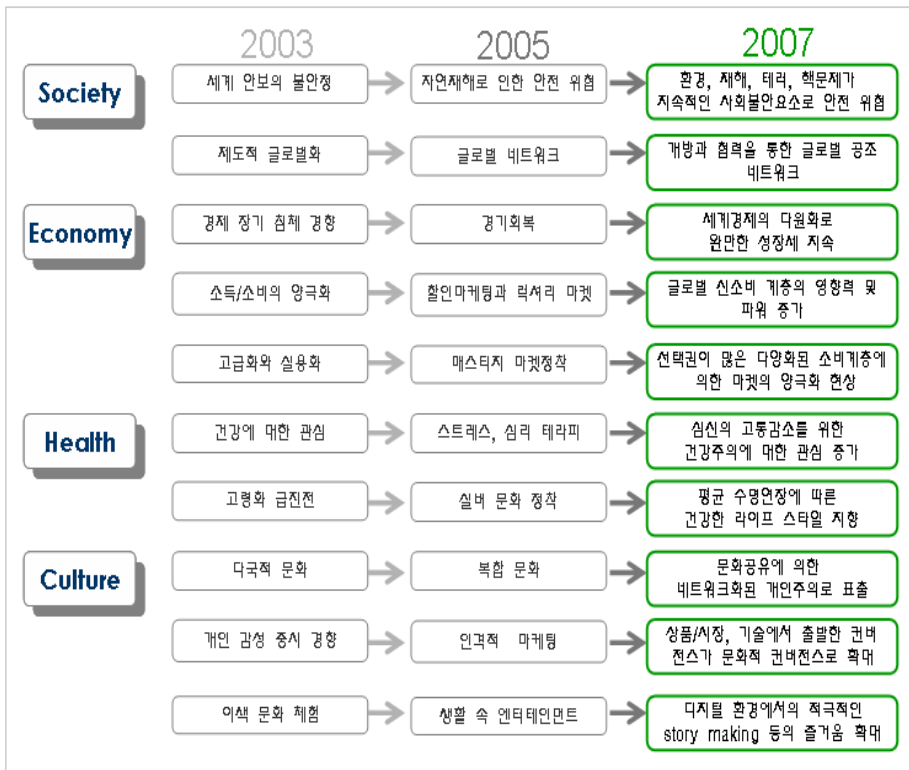 2003
2005
2007
Society
세계 안보의 불안정
자연재해로 인한 안전 위협
환경, 재해, 테러, 핵문제가
지속적인 사회불안요소로 안전 위협
제도적 글로벌화
글로벌 네트워크
개방과 협력을 통한 글로벌 공조
네트워크
Economy
경제 장기 침체 경향
경기회복
세계경제의 다원화로
완만한 성장세 지속
소득/소비의 양극화
할인마케팅과 럭셔리 마켓
글로벌 신소비 계층의 영향력 및
파워 증가
고급화와 실용화
매스티지 마켓정착
선택권이 많은 다양화된 소비계층에
의한 마켓의 양극화 현상
Health
건강에 대한 관심
스트레스, 심리 테라피
심신의 고통감소를 위한
건강주의에 대한 관심 증가
고령화 급진전
실버 문화 정착
평균 수명연장에 따른
건강한 라이프 스타일 지향
Culture
다국적 문화
복합 문화
문화공유에 의한
네트워크화된 개인주의로 표출
개인 감성 중시 경향
인격적 마케팅
상품/시장, 기술에서 출발한 컨버
전스가 문화적 컨버전스로 확대
이색 문화 체험
생활 속 엔터테인먼트
디지털 환경에서의 적극적인
story making 등의 즐거움 확대